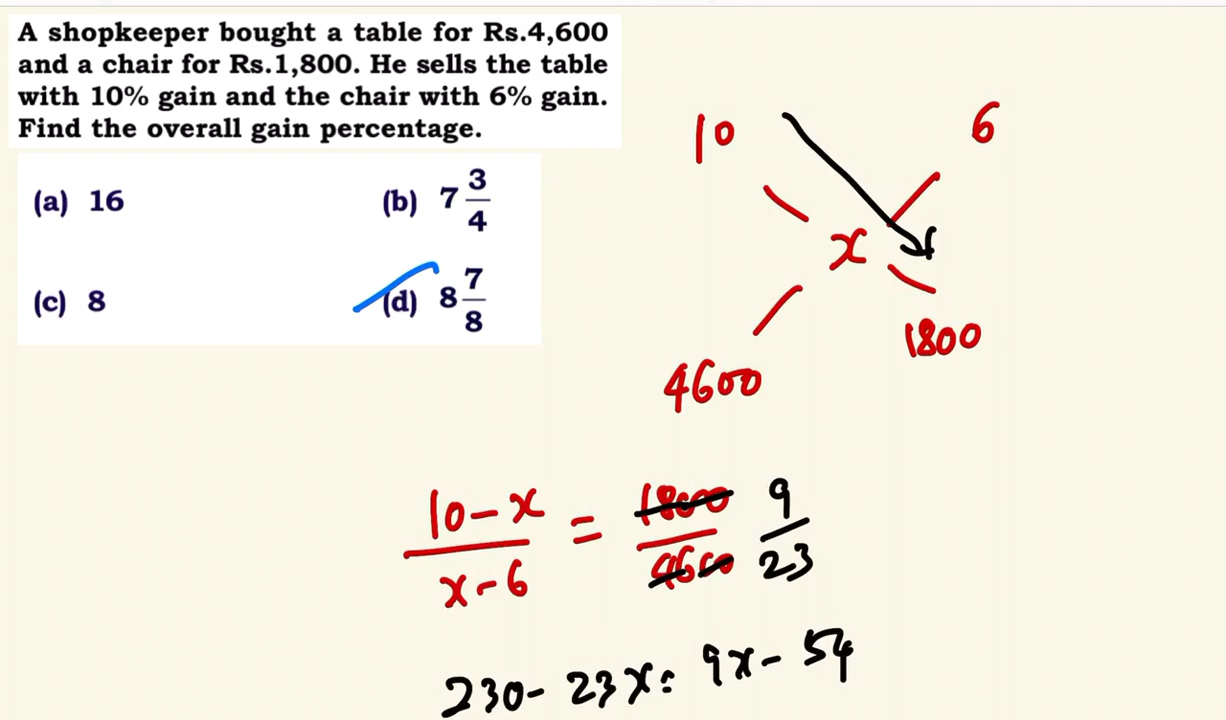 A shopkeeper bought a table for Rs.4,600
and a chair for Rs.1,800. He sells the table
with 10% gain and the chair with 6% gain.
Find the overall gain percentage.
(a) 16 (b) 7 3/4
(c) 8 (d) 8 7/8
10 6
x
4600 1800
10-x / x-6 = 1800/4600 9/23
230- 23x= 9x- 54